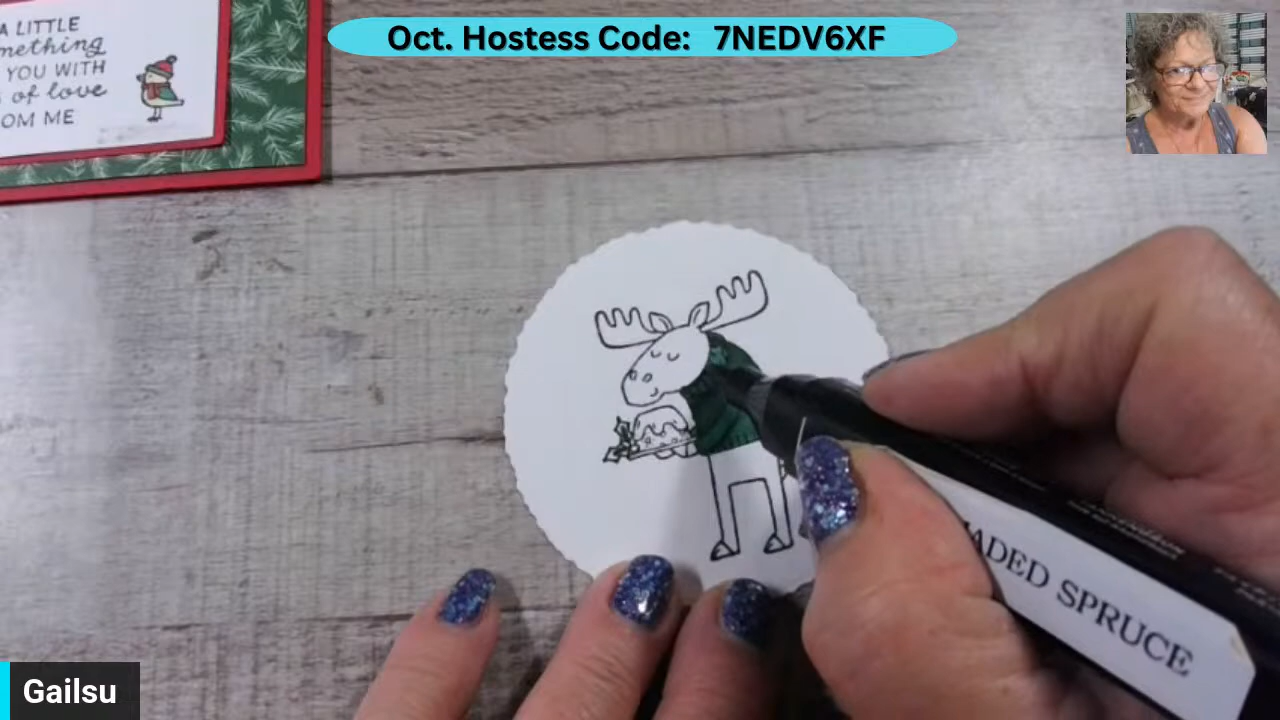 Oct. Hostess Code: 7NEDV6XF
A LITTLE
mething
YOU WITH
of love
OM ME
ADED SPRUCE
Gailsu